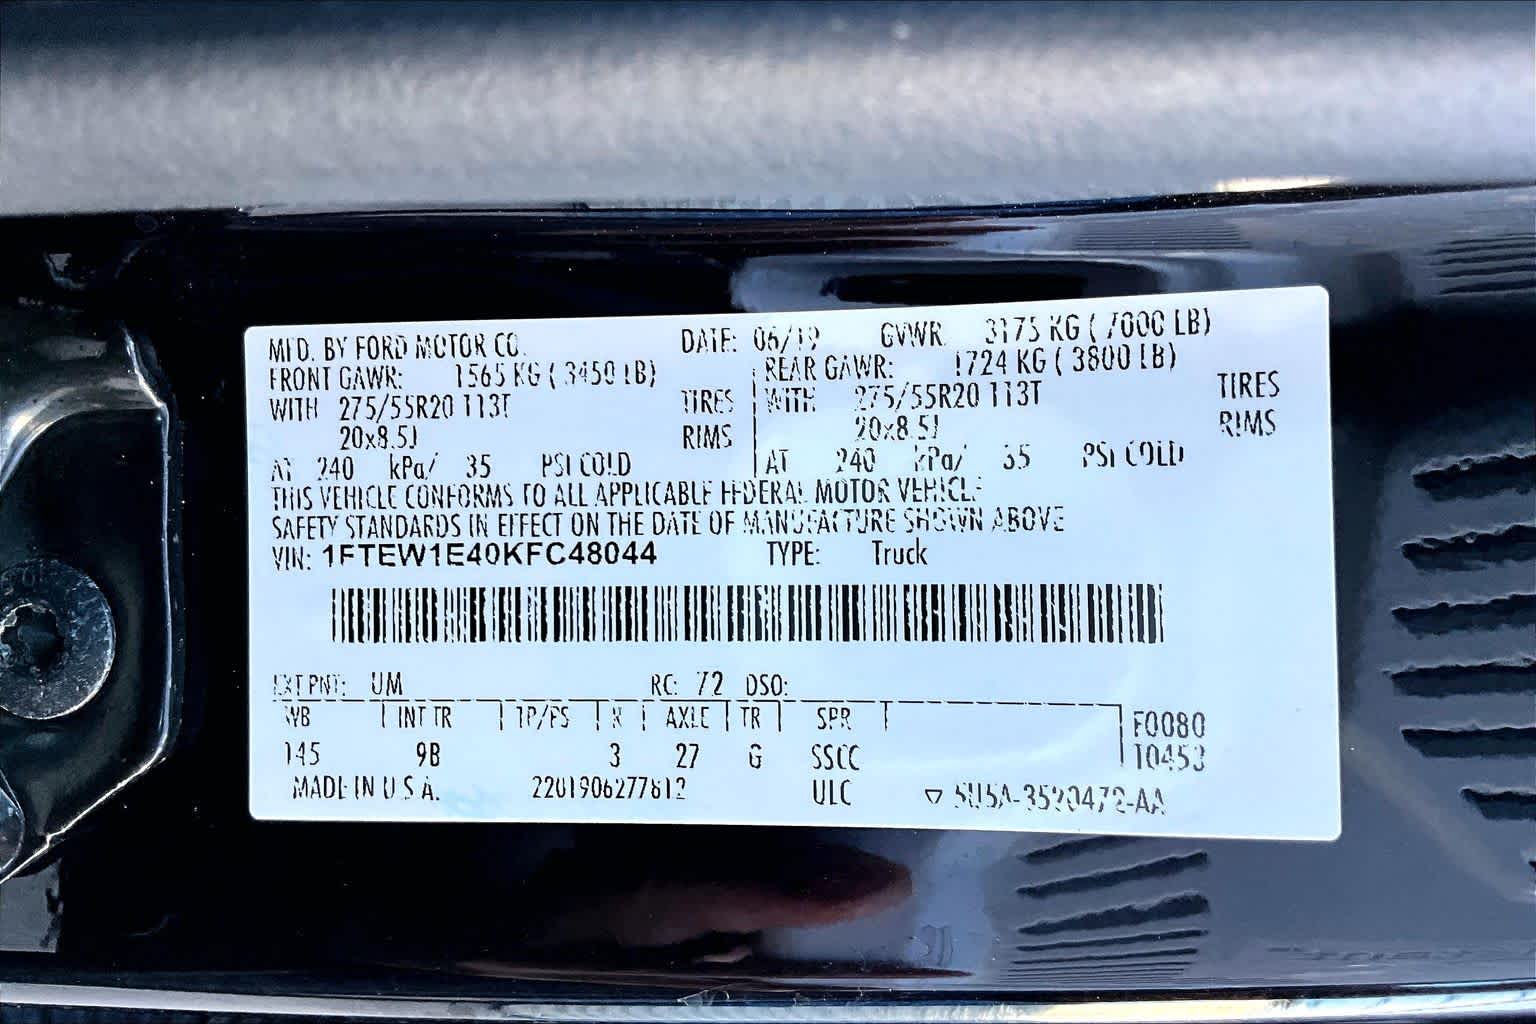 MFD. BY FORD MOTOR CO. DATE: 06/19 GVWR: 3175 KG ( 7000 LB)
FRONT GAWR: 1565 KG ( 3450 LB) REAR GAWR: 1724 KG ( 3800 LB)
WITH 275/55R20 113T TIRES WITH 275/55R20 113T TIRES
20x8.5J RIMS 20x8.5J RIMS
AT 240 kPa/ 35 PSI COLD AT 240 kPa/ 35 PSI COLD
THIS VEHICLE CONFORMS TO ALL APPLICABLE FEDERAL MOTOR VEHICLE
SAFETY STANDARDS IN EFFECT ON THE DATE OF MANUFACTURE SHOWN ABOVE
VIN: 1FTEW1E40KFC48044 TYPE: Truck
EXT PNT: UM RC: 72 DSO:
WB INT TR TP/PS R AXLE TR SPR F0080
145 9B 3 27 G SSCC T0453
MADE IN U.S.A. 2201906277812 ULC ▽ 5U5A-3520472-AA